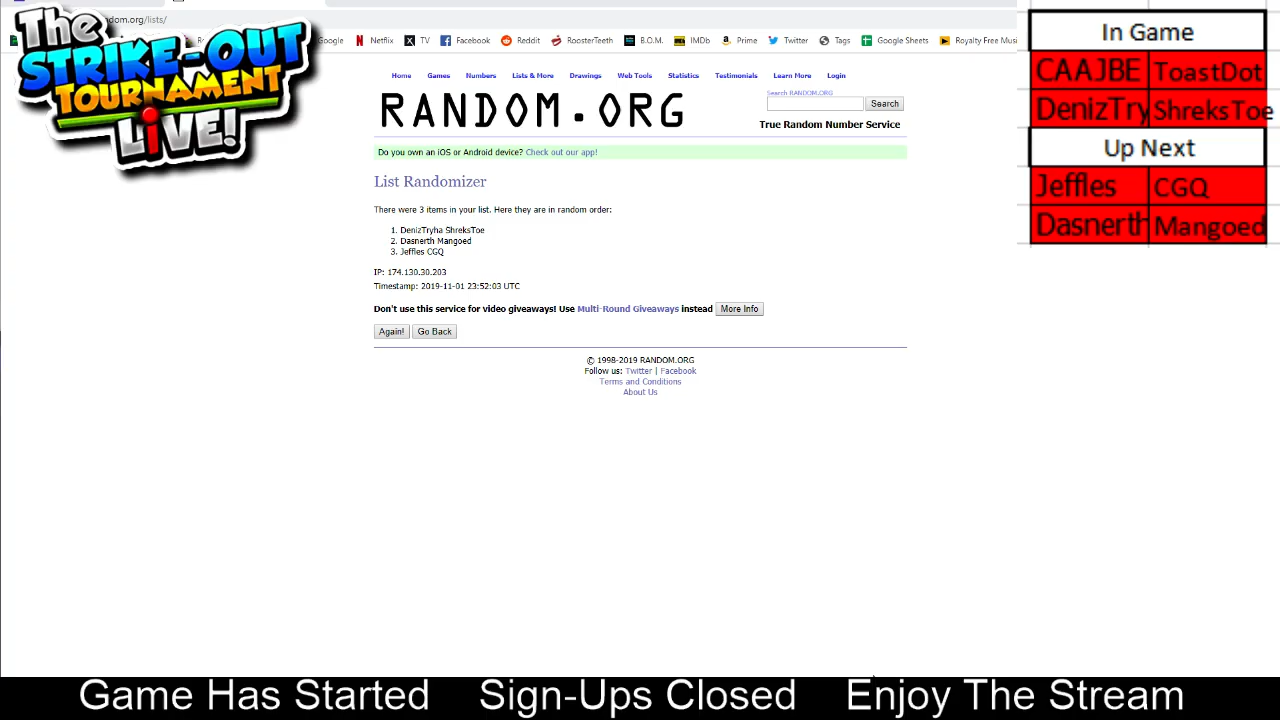 dom.org/lists/
The
STRIKE-OUT
TOURNAMENT
LIVE!
Google Netflix TV Facebook Reddit RoosterTeeth B.O.M. IMDb Prime Twitter Tags Google Sheets Royalty Free Musi
Home Games Numbers Lists & More Drawings Web Tools Statistics Testimonials Learn More Login
RANDOM.ORG
Search RANDOM.ORG
Search
True Random Number Service
Do you own an iOS or Android device? Check out our app!
List Randomizer
There were 3 items in your list. Here they are in random order:
1. DenizTryha ShreksToe
2. Dasnerth Mangoed
3. Jeffles CGQ
IP: 174.130.30.203
Timestamp: 2019-11-01 23:52:03 UTC
Don't use this service for video giveaways! Use Multi-Round Giveaways instead More Info
Again! Go Back
© 1998-2019 RANDOM.ORG
Follow us: Twitter | Facebook
Terms and Conditions
About Us
In Game
CAAJBE ToastDot
DenizTry ShreksToe
Up Next
Jeffles CGQ
Dasnerth Mangoed
Game Has Started Sign-Ups Closed Enjoy The Stream